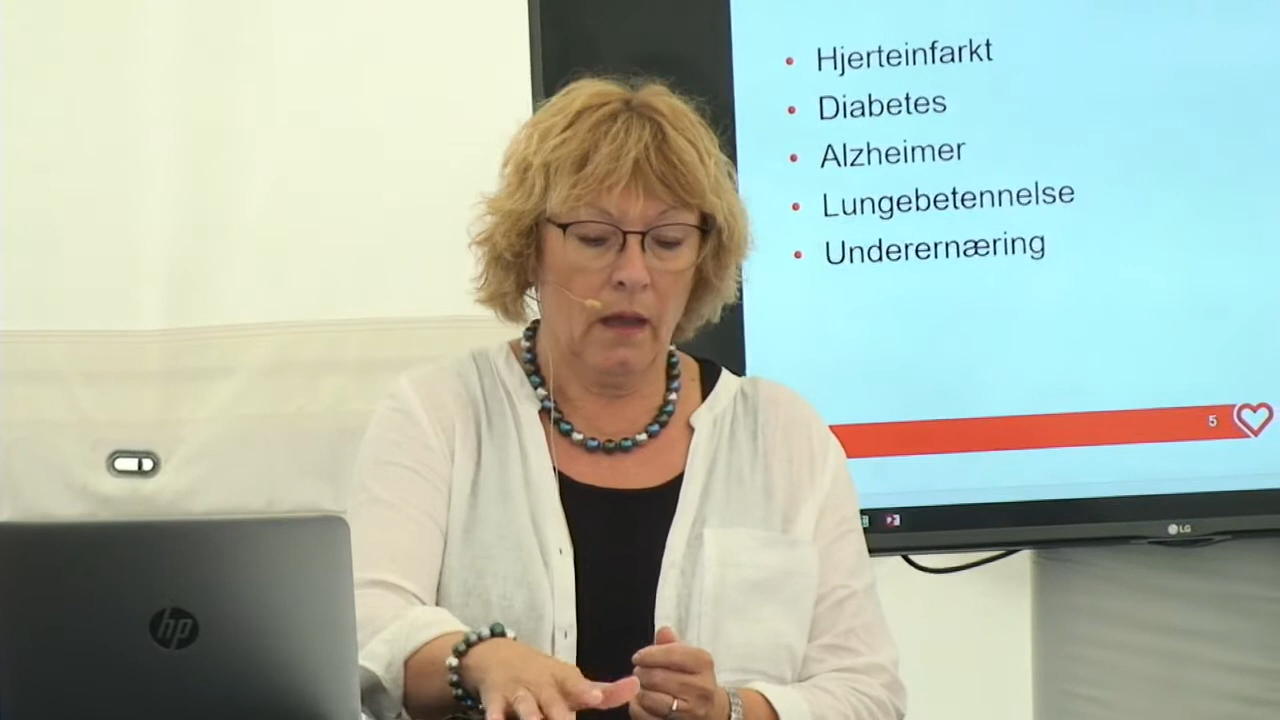 Hjerteinfarkt
Diabetes
Alzheimer
Lungebetennelse
Underernæring
5
LG
hp